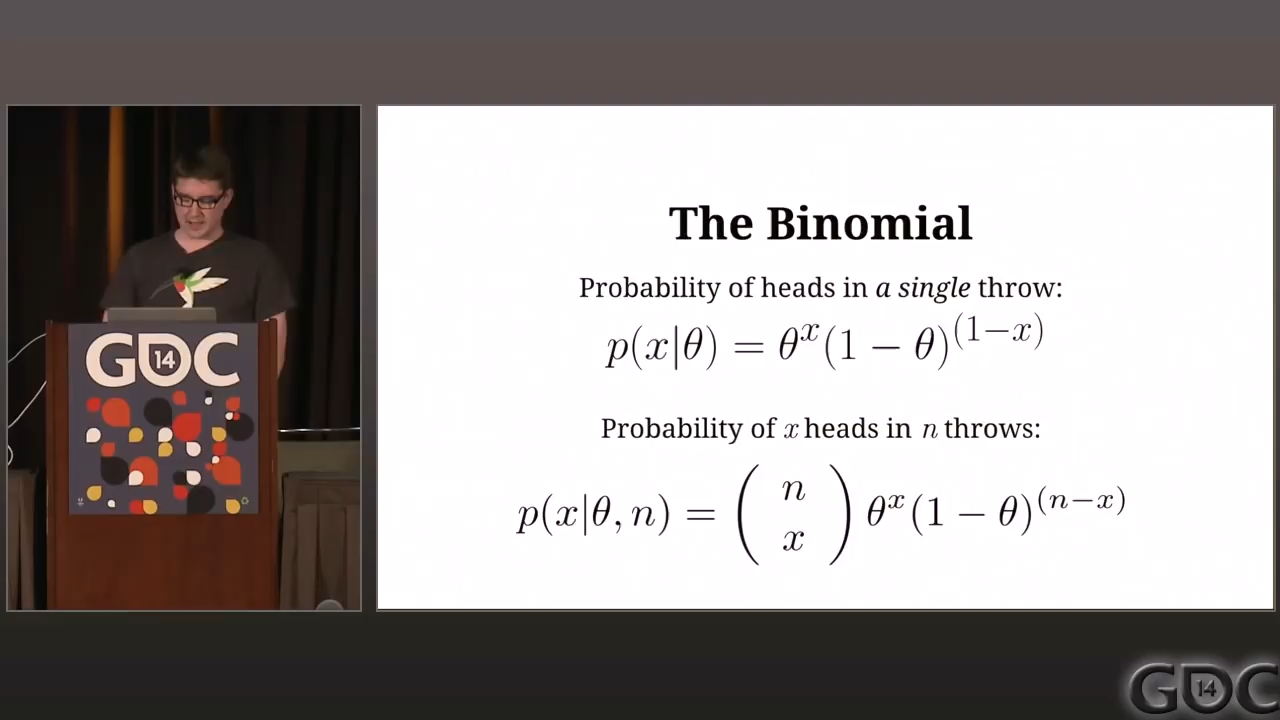 The Binomial
Probability of heads in a single throw:
p(x|θ) = θ^x(1 − θ)^(1−x)
Probability of x heads in n throws:
p(x|θ, n) = ( n x ) θ^x(1 − θ)^(n−x)
GDC 14
GDC 14